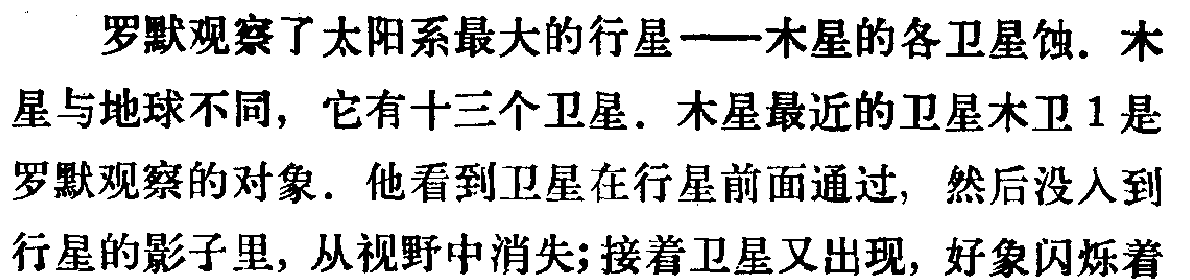 罗默观察了太阳系最大的行星——木星的各卫星蚀．木
星与地球不同，它有十三个卫星．木星最近的卫星木卫1是
罗默观察的对象．他看到卫星在行星前面通过，然后没入到
行星的影子里，从视野中消失；接着卫星又出现，好象闪烁着